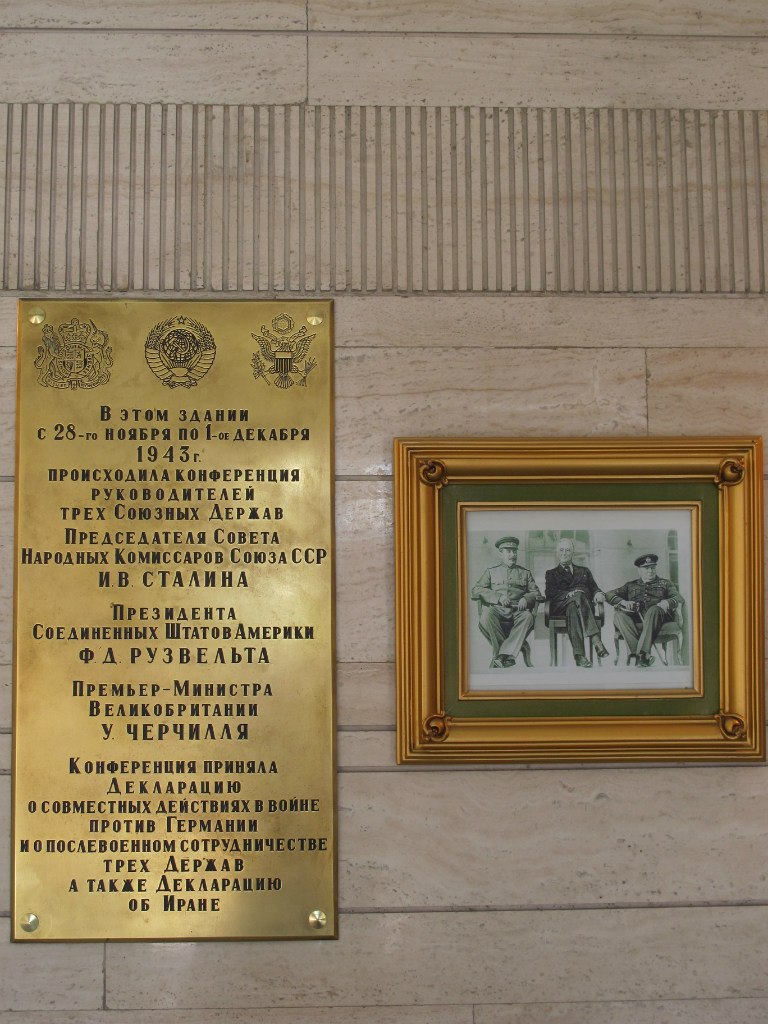 В этом здании
с 28-го ноября по 1-ое декабря
1943 г.
происходила конференция
руководителей
трех Союзных Держав
Председателя Совета
Народных Комиссаров Союза ССР
И.В. СТАЛИНА
Президента
Соединенных Штатов Америки
Ф.Д. РУЗВЕЛЬТА
Премьер-Министра
Великобритании
У. ЧЕРЧИЛЛЯ
Конференция приняла
Декларацию
о совместных действиях в войне
против Германии
и о послевоенном сотрудничестве
трех Держав
а также Декларацию
об Иране